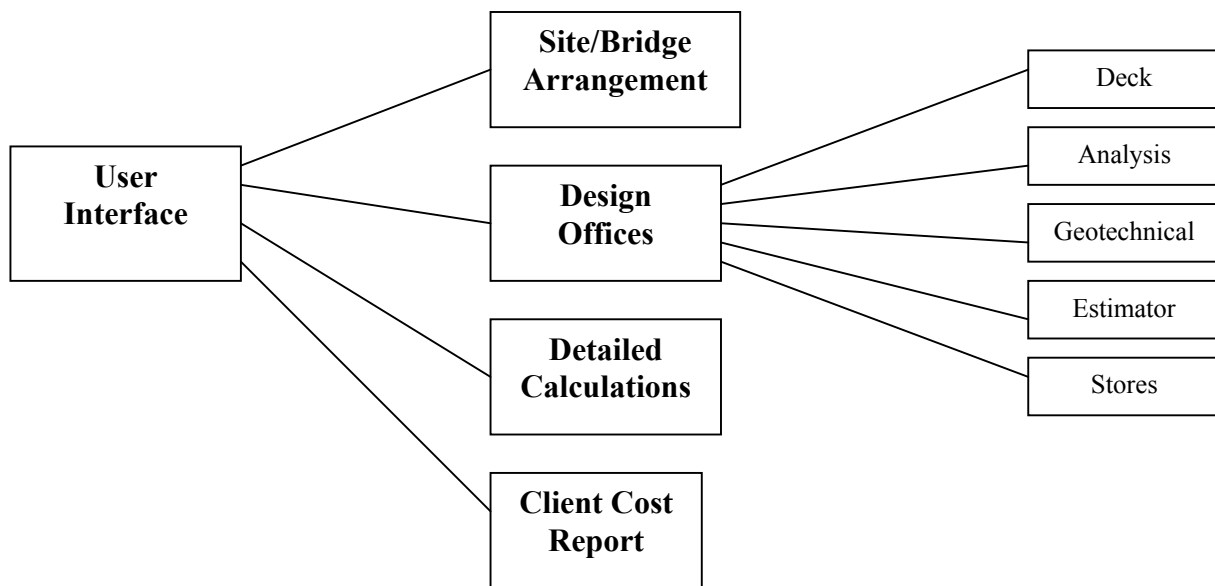 User
Interface
Site/Bridge
Arrangement
Design
Offices
Detailed
Calculations
Client Cost
Report
Deck
Analysis
Geotechnical
Estimator
Stores